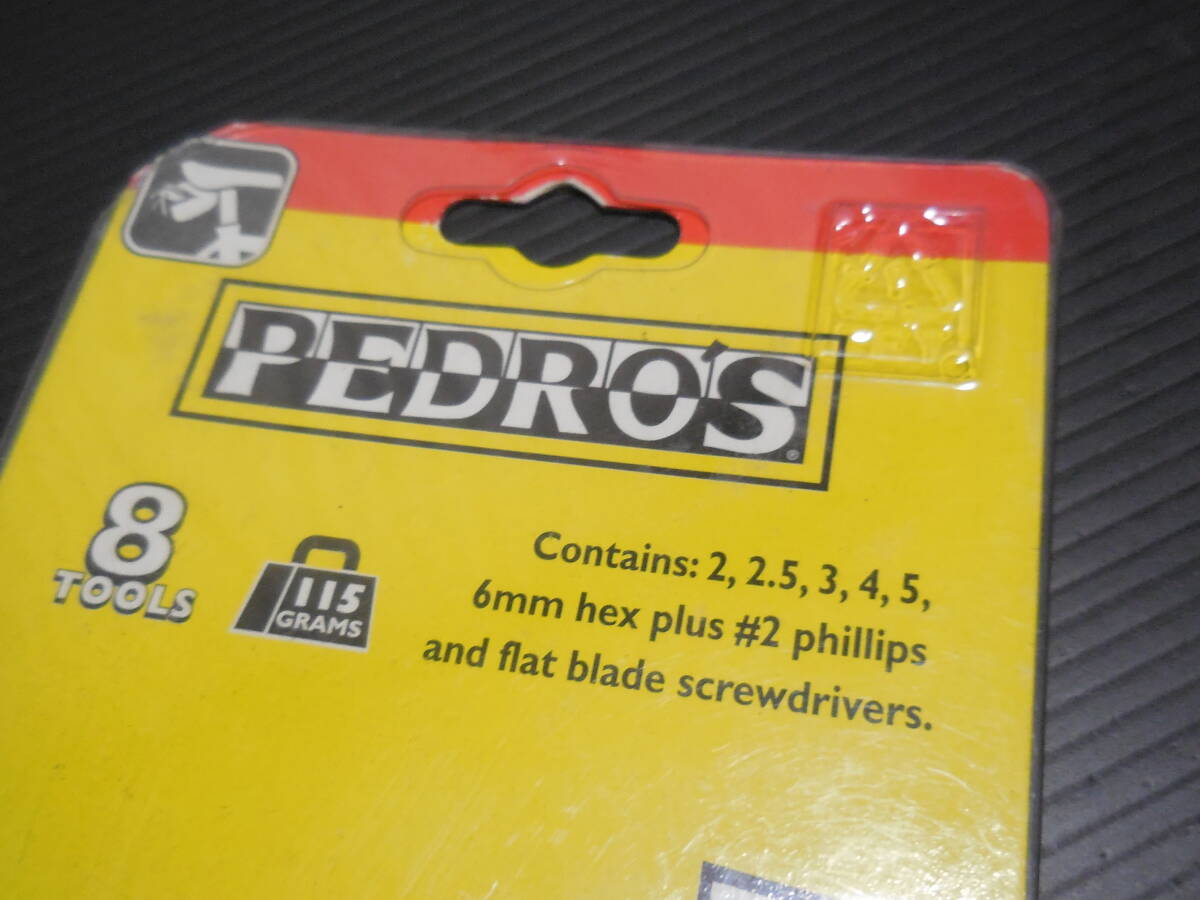 PEDRO'S®
8
TOOLS
115
GRAMS
Contains: 2, 2.5, 3, 4, 5,
6mm hex plus #2 phillips
and flat blade screwdrivers.